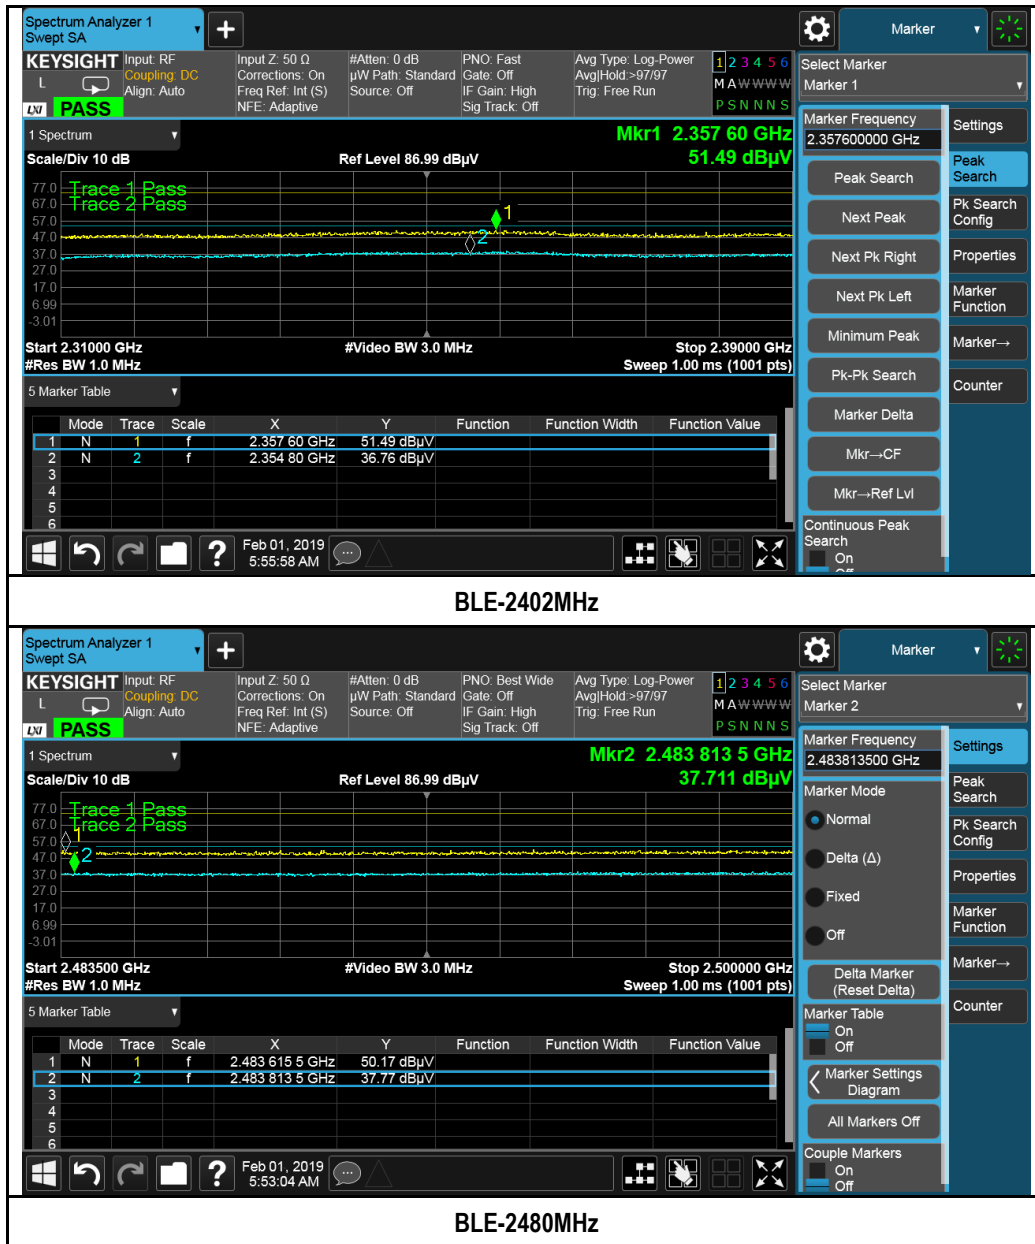 Spectrum Analyzer 1
Swept SA
+
Marker
KEYSIGHT
L
LXI PASS
Input: RF
Coupling: DC
Align: Auto
Input Z: 50 Ω
Corrections: On
Freq Ref: Int (S)
NFE: Adaptive
#Atten: 0 dB
µW Path: Standard
Source: Off
PNO: Fast
Gate: Off
IF Gain: High
Sig Track: Off
Avg Type: Log-Power
Avg|Hold:>97/97
Trig: Free Run
1 2 3 4 5 6
M A W W W W
P S N N N S
Select Marker
Marker 1
1 Spectrum
Mkr1 2.357 60 GHz
Scale/Div 10 dB
Ref Level 86.99 dBµV
51.49 dBµV
77.0
67.0
57.0
47.0
37.0
27.0
17.0
6.99
-3.01
Trace 1 Pass
Trace 2 Pass
1
2
Start 2.31000 GHz
#Video BW 3.0 MHz
Stop 2.39000 GHz
#Res BW 1.0 MHz
Sweep 1.00 ms (1001 pts)
5 Marker Table
Mode Trace Scale X Y Function Function Width Function Value
1 N 1 f 2.357 60 GHz 51.49 dBµV
2 N 2 f 2.354 80 GHz 36.76 dBµV
3
4
5
6
?
Feb 01, 2019
5:55:58 AM
Marker Frequency
2.357600000 GHz
Peak Search
Next Peak
Next Pk Right
Next Pk Left
Minimum Peak
Pk-Pk Search
Marker Delta
Mkr→CF
Mkr→Ref Lvl
Continuous Peak
Search
On
Off
Settings
Peak
Search
Pk Search
Config
Properties
Marker
Function
Marker→
Counter
BLE-2402MHz
Spectrum Analyzer 1
Swept SA
+
Marker
KEYSIGHT
L
LXI PASS
Input: RF
Coupling: DC
Align: Auto
Input Z: 50 Ω
Corrections: On
Freq Ref: Int (S)
NFE: Adaptive
#Atten: 0 dB
µW Path: Standard
Source: Off
PNO: Best Wide
Gate: Off
IF Gain: High
Sig Track: Off
Avg Type: Log-Power
Avg|Hold:>97/97
Trig: Free Run
1 2 3 4 5 6
M A W W W W
P S N N N S
Select Marker
Marker 2
1 Spectrum
Mkr2 2.483 813 5 GHz
Scale/Div 10 dB
Ref Level 86.99 dBµV
37.711 dBµV
77.0
67.0
57.0
47.0
37.0
27.0
17.0
6.99
-3.01
Trace 1 Pass
Trace 2 Pass
1
2
Start 2.483500 GHz
#Video BW 3.0 MHz
Stop 2.500000 GHz
#Res BW 1.0 MHz
Sweep 1.00 ms (1001 pts)
5 Marker Table
Mode Trace Scale X Y Function Function Width Function Value
1 N 1 f 2.483 615 5 GHz 50.17 dBµV
2 N 2 f 2.483 813 5 GHz 37.77 dBµV
3
4
5
6
?
Feb 01, 2019
5:53:04 AM
Marker Frequency
2.483813500 GHz
Marker Mode
Normal
Delta (Δ)
Fixed
Off
Delta Marker
(Reset Delta)
Marker Table
On
Off
Marker Settings
Diagram
All Markers Off
Couple Markers
On
Off
Settings
Peak
Search
Pk Search
Config
Properties
Marker
Function
Marker→
Counter
BLE-2480MHz